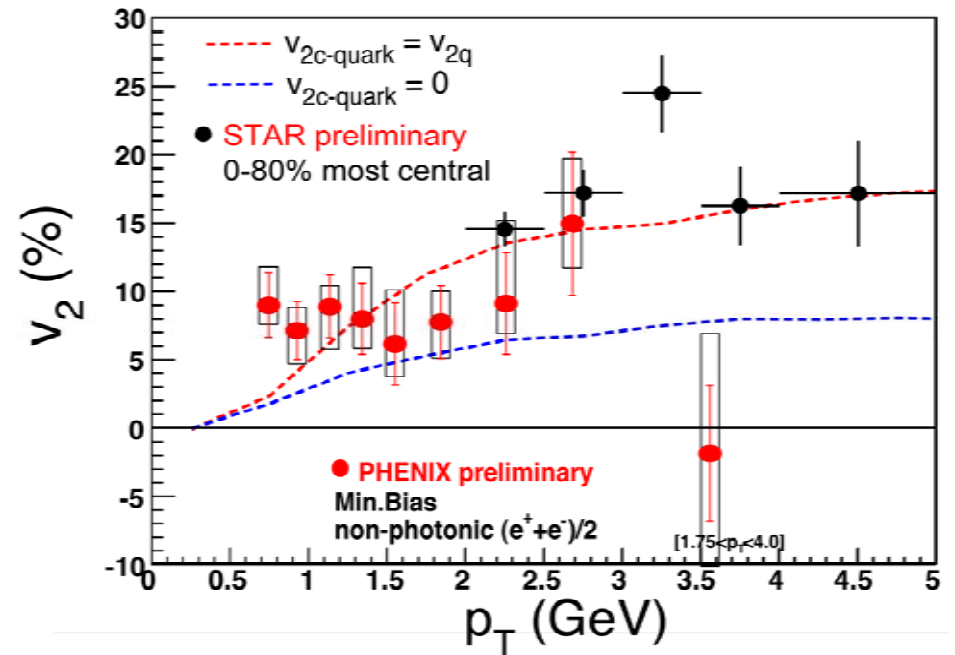 30
25
20
15
10
5
0
-5
-10
v₂ (%)
v₂c-quark = v₂q
v₂c-quark = 0
STAR preliminary
0-80% most central
PHENIX preliminary
Min.Bias
non-photonic (e⁺+e⁻)/2
[1.75<pT<4.0]
0 0.5 1 1.5 2 2.5 3 3.5 4 4.5 5
pT (GeV)